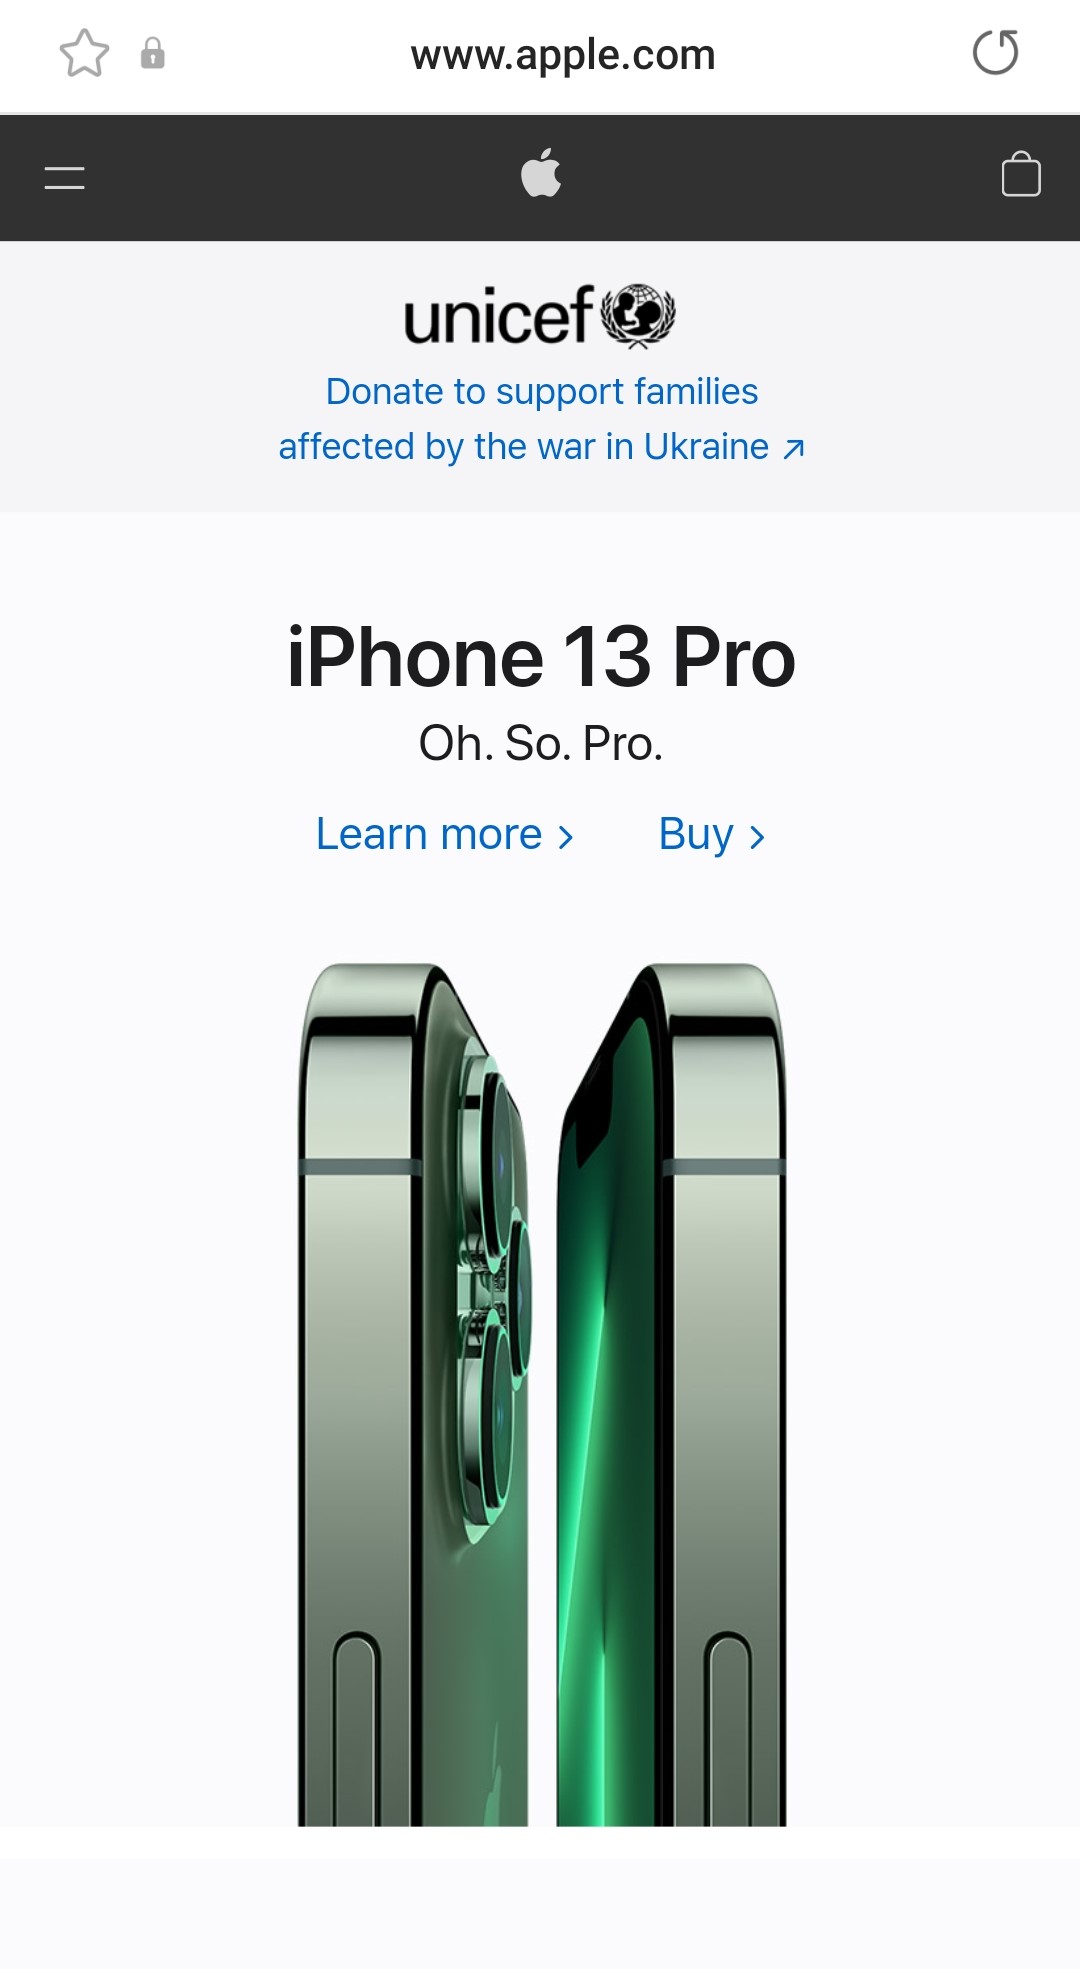 www.apple.com
unicef
Donate to support families
affected by the war in Ukraine ↗
iPhone 13 Pro
Oh. So. Pro.
Learn more > Buy >